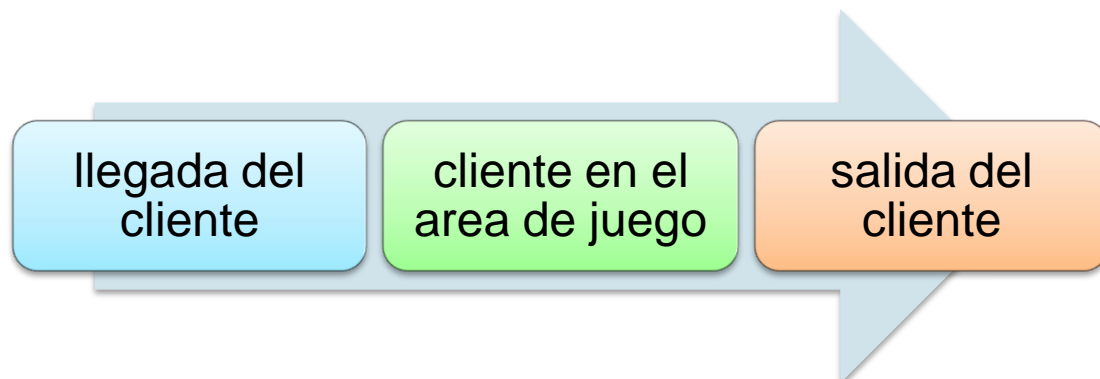 llegada del
cliente
cliente en el
area de juego
salida del
cliente